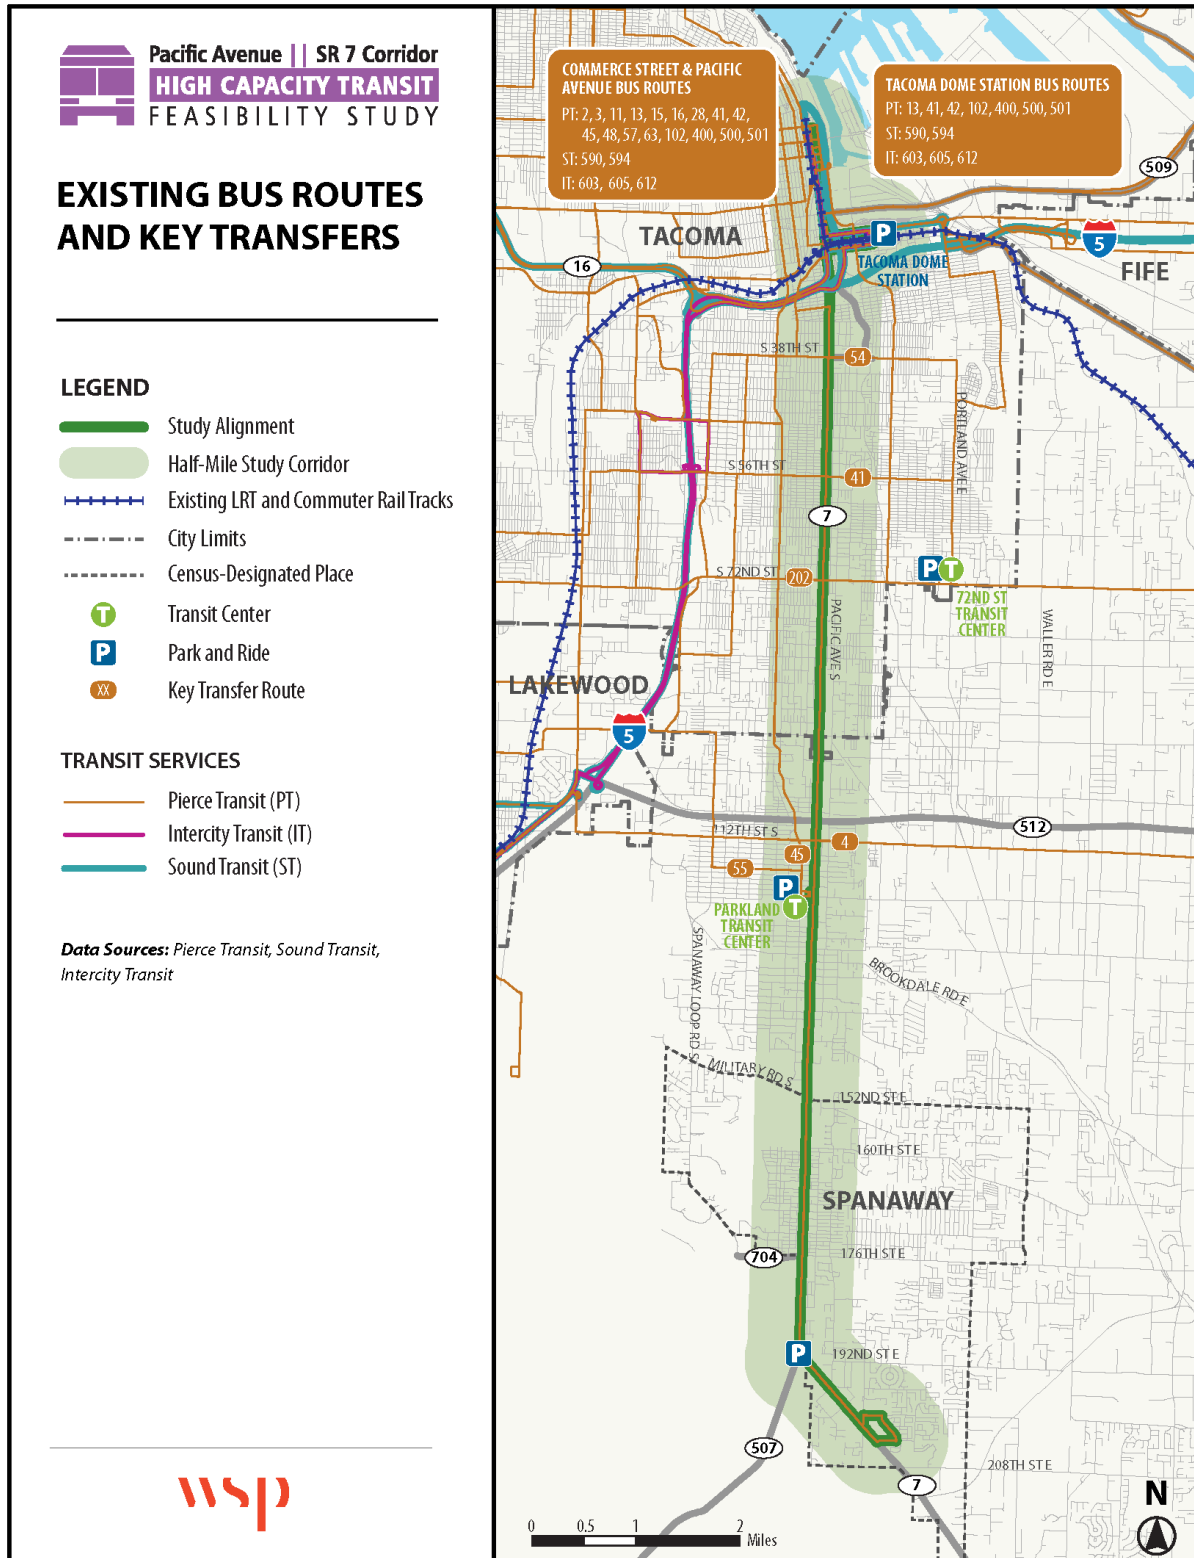 Pacific Avenue || SR 7 Corridor
HIGH CAPACITY TRANSIT
FEASIBILITY STUDY
EXISTING BUS ROUTES
AND KEY TRANSFERS
LEGEND
Study Alignment
Half-Mile Study Corridor
Existing LRT and Commuter Rail Tracks
City Limits
Census-Designated Place
T
Transit Center
P
Park and Ride
XX
Key Transfer Route
TRANSIT SERVICES
Pierce Transit (PT)
Intercity Transit (IT)
Sound Transit (ST)
Data Sources: Pierce Transit, Sound Transit,
Intercity Transit
wsp
COMMERCE STREET & PACIFIC
AVENUE BUS ROUTES
PT: 2, 3, 11, 13, 15, 16, 28, 41, 42,
45, 48, 57, 63, 102, 400, 500, 501
ST: 590, 594
IT: 603, 605, 612
TACOMA DOME STATION BUS ROUTES
PT: 13, 41, 42, 102, 400, 500, 501
ST: 590, 594
IT: 603, 605, 612
509
TACOMA
P
5
16
TACOMA DOME
STATION
FIFE
S 38TH ST
54
PORTLAND AVE E
S 56TH ST
41
7
S 72ND ST
202
P
T
72ND ST
TRANSIT
CENTER
PACIFIC AVE S
WALLER RD E
LAKEWOOD
5
512
112TH ST S
4
45
55
P
T
PARKLAND
TRANSIT
CENTER
SPANAWAY LOOP RD S
BROOKDALE RD E
MILITARY RD S
152ND ST E
160TH ST E
SPANAWAY
704
176TH ST E
P
192ND ST E
507
208TH ST E
7
N
0
0.5
1
2
Miles